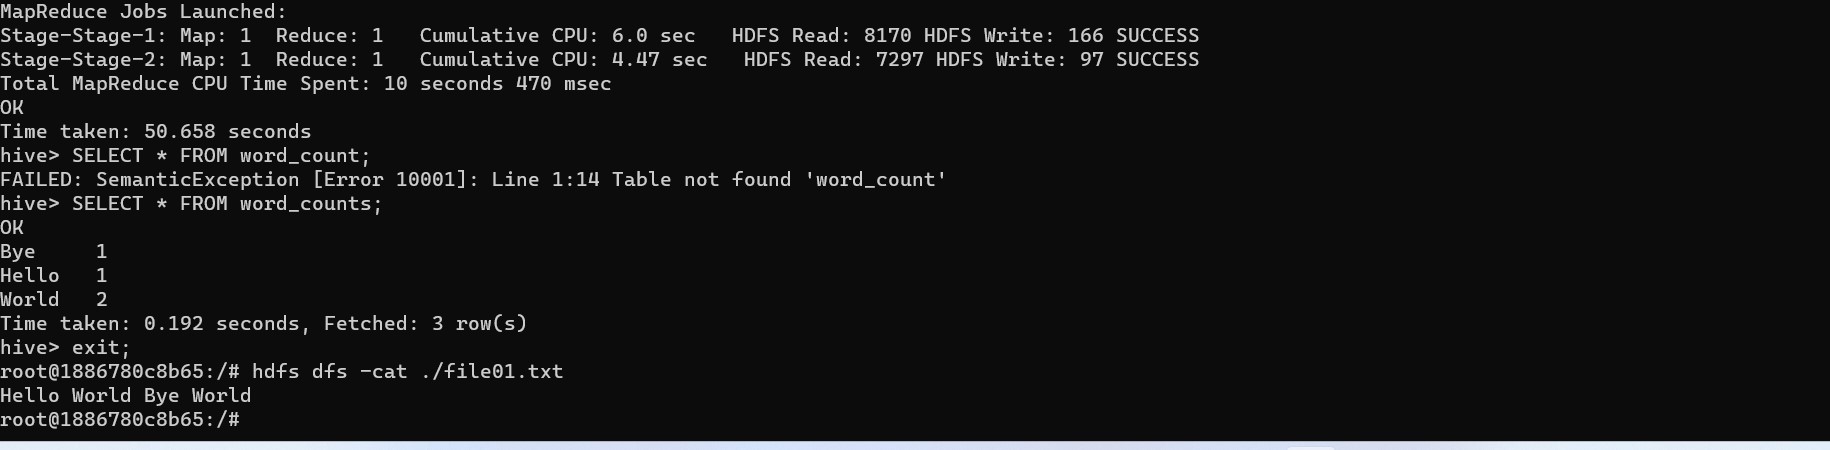 MapReduce Jobs Launched:
Stage-Stage-1: Map: 1  Reduce: 1   Cumulative CPU: 6.0 sec   HDFS Read: 8170 HDFS Write: 166 SUCCESS
Stage-Stage-2: Map: 1  Reduce: 1   Cumulative CPU: 4.47 sec   HDFS Read: 7297 HDFS Write: 97 SUCCESS
Total MapReduce CPU Time Spent: 10 seconds 470 msec
OK
Time taken: 50.658 seconds
hive> SELECT * FROM word_count;
FAILED: SemanticException [Error 10001]: Line 1:14 Table not found 'word_count'
hive> SELECT * FROM word_counts;
OK
Bye     1
Hello   1
World   2
Time taken: 0.192 seconds, Fetched: 3 row(s)
hive> exit;
root@1886780c8b65:/# hdfs dfs -cat ./file01.txt
Hello World Bye World
root@1886780c8b65:/#